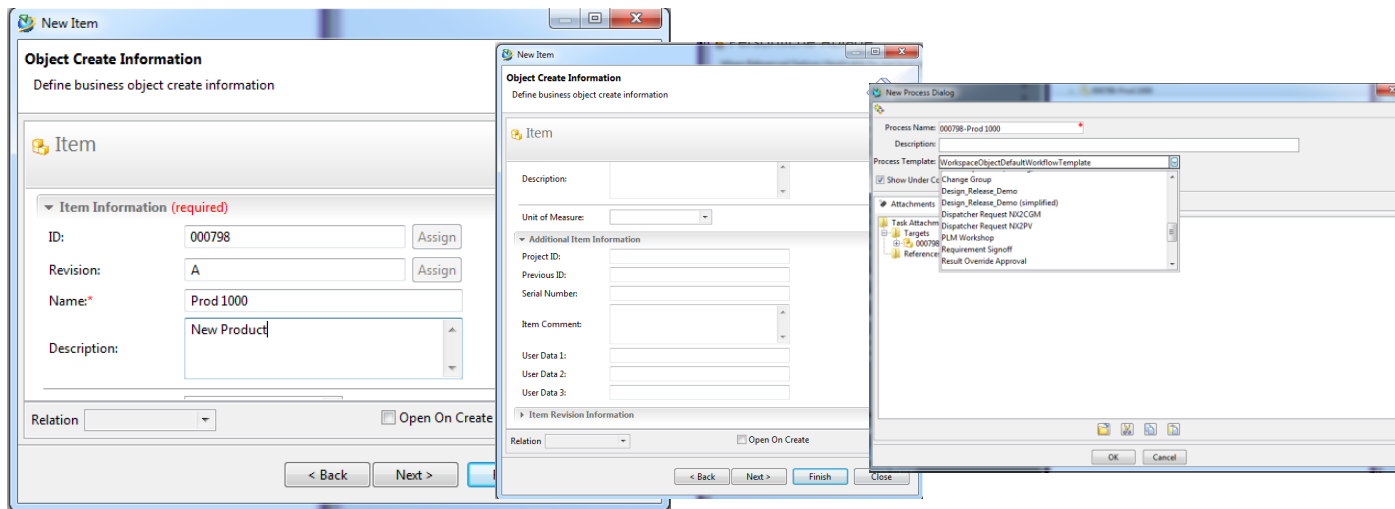 New Item
Object Create Information
Define business object create information
Item
Item Information (required)
ID: 000798 Assign
Revision: A Assign
Name:* Prod 1000
Description: New Product
Relation Open On Create
< Back Next >
New Item
Object Create Information
Define business object create information
Item
Description:
Unit of Measure:
Additional Item Information
Project ID:
Previous ID:
Serial Number:
Item Comment:
User Data 1:
User Data 2:
User Data 3:
Item Revision Information
Relation Open On Create
< Back Next > Finish Close
New Process Dialog
Process Name: 000798-Prod 1000 *
Description:
Process Template: WorkspaceObjectDefaultWorkflowTemplate
Show Under Co
Change Group
Design_Release_Demo
Design_Release_Demo (simplified)
Dispatcher Request NX2CGM
Dispatcher Request NX2PV
PLM Workshop
Requirement Signoff
Result Override Approval
Attachments
Task Attachm
Targets
000798
References
OK Cancel